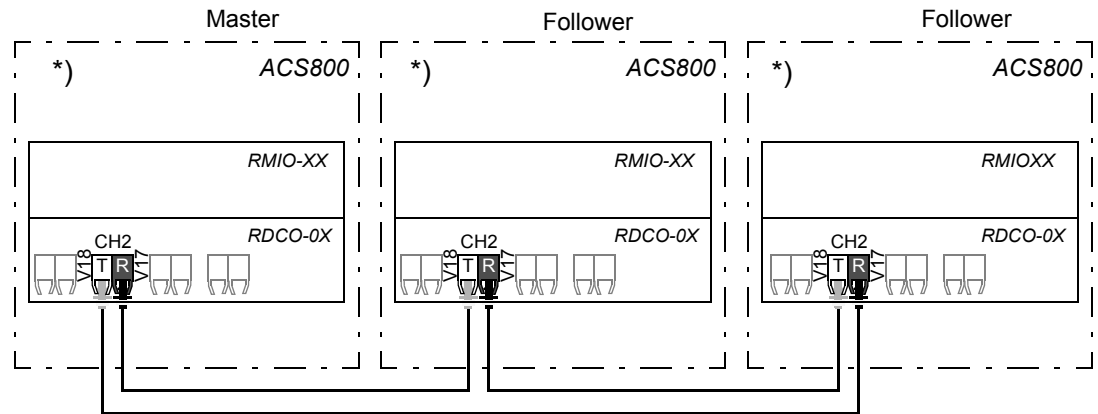 Master
*)
ACS800
RMIO-XX
RDCO-0X
CH2
V18
T
R
V17
Follower
*)
ACS800
RMIO-XX
RDCO-0X
CH2
V18
T
R
V17
Follower
*)
ACS800
RMIOXX
RDCO-0X
CH2
V18
T
R
V17